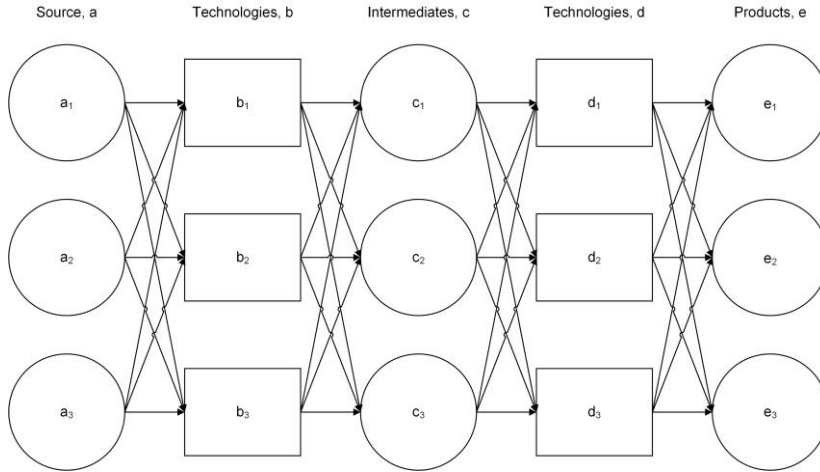 Source, a Technologies, b Intermediates, c Technologies, d Products, e
a₁ b₁ c₁ d₁ e₁
a₂ b₂ c₂ d₂ e₂
a₃ b₃ c₃ d₃ e₃